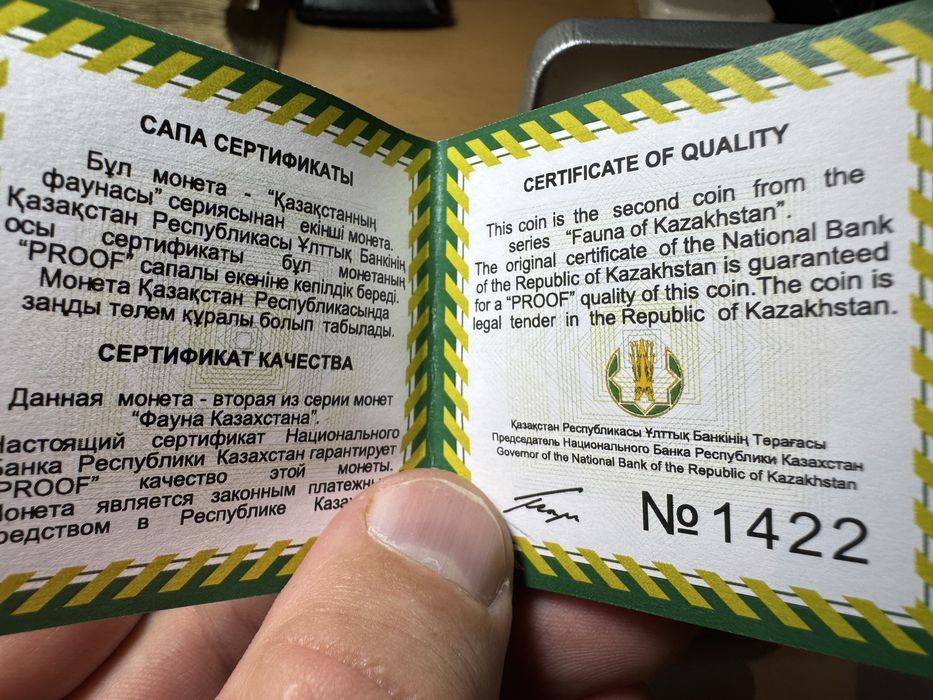 САПА СЕРТИФИКАТЫ
Бұл монета - “Қазақстанның
фаунасы” сериясынан екінші монета.
Қазақстан Республикасы Ұлттық Банкінің
осы сертификаты бұл монетаның
“PROOF” сапалы екеніне кепілдік береді.
Монета Қазақстан Республикасында
заңды төлем құралы болып табылады.
СЕРТИФИКАТ КАЧЕСТВА
Данная монета - вторая из серии монет
“Фауна Казахстана”.
Настоящий сертификат Национального
Банка Республики Казахстан гарантирует
“PROOF” качество этой монеты.
Монета является законным
в Республике
CERTIFICATE OF QUALITY
This coin is the second coin from the
series “Fauna of Kazakhstan”.
The original certificate of the National Bank
of the Republic of Kazakhstan is guaranteed
for a “PROOF” quality of this coin.The coin is
legal tender in the Republic of Kazakhstan.
Қазақстан Республикасы Ұлттық Банкінің Төрағасы
Председатель Национального Банка Республики Казахстан
Governor of the National Bank of the Republic of Kazakhstan
№ 1422